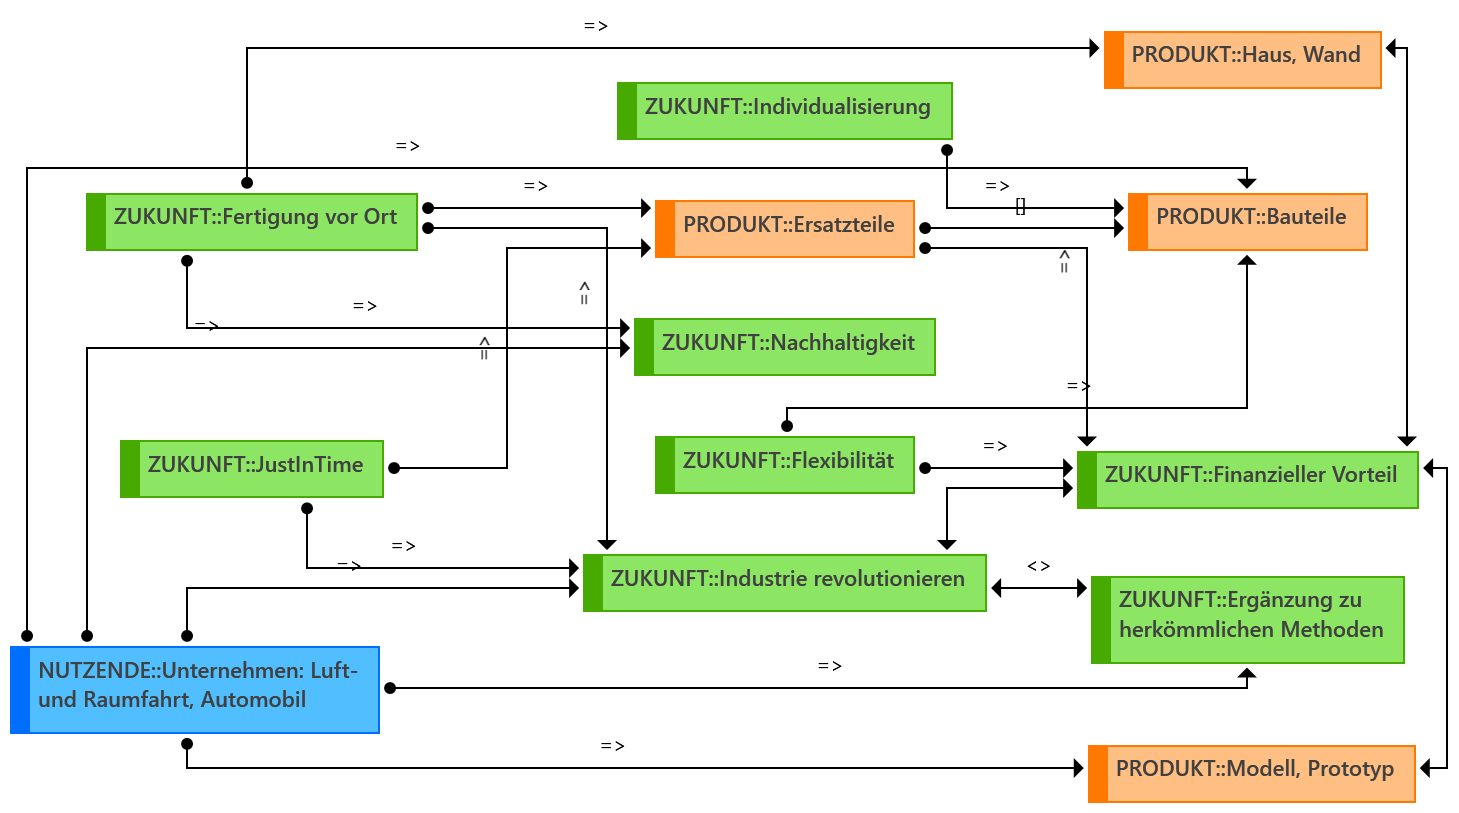 =>
PRODUKT::Haus, Wand
ZUKUNFT::Individualisierung
=>
=>
=>
[]
ZUKUNFT::Fertigung vor Ort
PRODUKT::Ersatzteile
PRODUKT::Bauteile
=>
=>
=>
=>
ZUKUNFT::Nachhaltigkeit
=>
=>
=>
ZUKUNFT::JustInTime
ZUKUNFT::Flexibilität
=>
ZUKUNFT::Finanzieller Vorteil
=>
=>
ZUKUNFT::Industrie revolutionieren
<>
ZUKUNFT::Ergänzung zu
herkömmlichen Methoden
NUTZENDE::Unternehmen: Luft-
und Raumfahrt, Automobil
=>
=>
PRODUKT::Modell, Prototyp